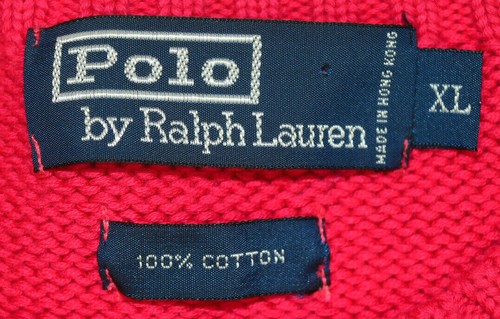 Polo
by Ralph Lauren
MADE IN HONG KONG
XL
100% COTTON